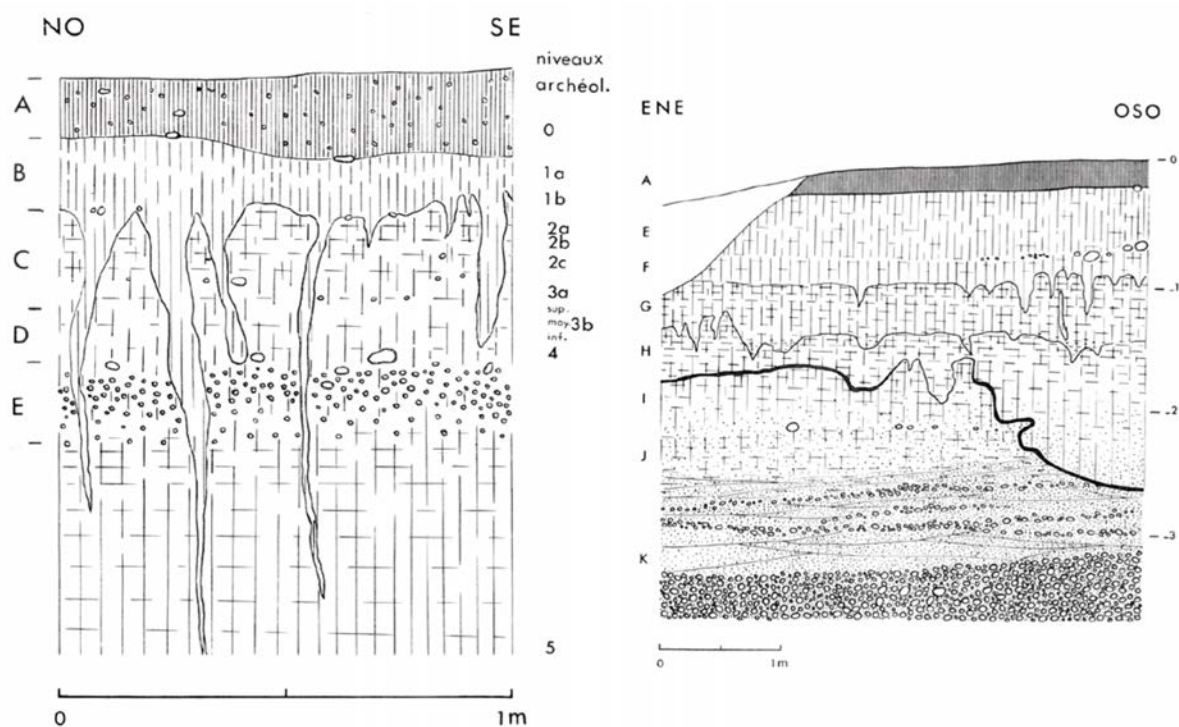 NO SE
niveaux
archéol.
A
0
B
1a
1b
2a
2b
C
2c
3a
sup.
moy. 3b
D
inf.
4
E
5
0 1m
ENE OSO
0
A
E
F
1
G
H
I
2
J
3
K
0 1m